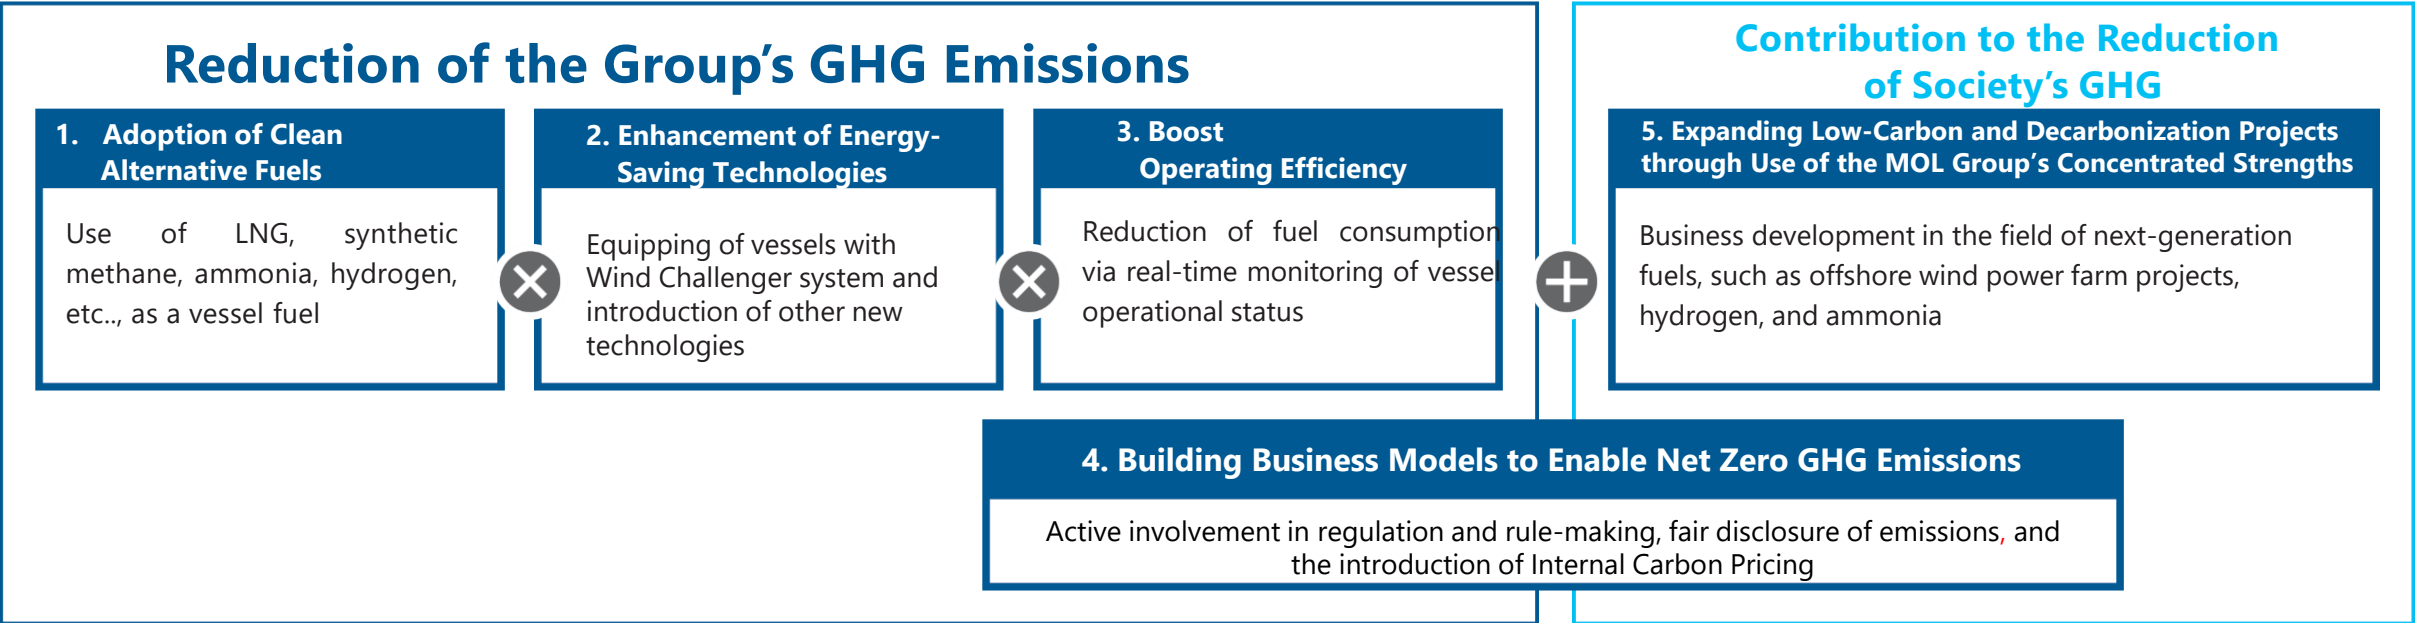 Reduction of the Group’s GHG Emissions
1. Adoption of Clean
Alternative Fuels
Use of LNG, synthetic
methane, ammonia, hydrogen,
etc.., as a vessel fuel
2. Enhancement of Energy-
Saving Technologies
Equipping of vessels with
Wind Challenger system and
introduction of other new
technologies
3. Boost
Operating Efficiency
Reduction of fuel consumption
via real-time monitoring of vessel
operational status
Contribution to the Reduction
of Society’s GHG
5. Expanding Low-Carbon and Decarbonization Projects
through Use of the MOL Group’s Concentrated Strengths
Business development in the field of next-generation
fuels, such as offshore wind power farm projects,
hydrogen, and ammonia
4. Building Business Models to Enable Net Zero GHG Emissions
Active involvement in regulation and rule-making, fair disclosure of emissions, and
the introduction of Internal Carbon Pricing